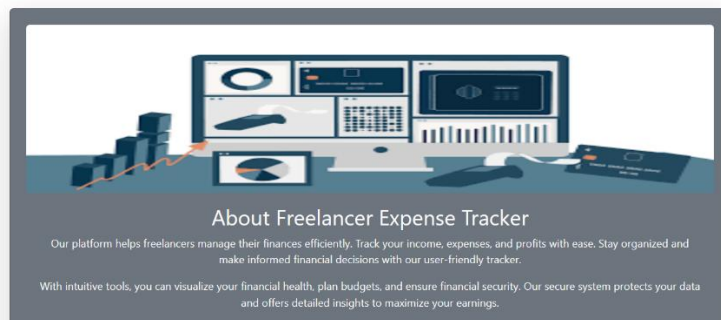 About Freelancer Expense Tracker
Our platform helps freelancers manage their finances efficiently. Track your income, expenses, and profits with ease. Stay organized and
make informed financial decisions with our user-friendly tracker.
With intuitive tools, you can visualize your financial health, plan budgets, and ensure financial security. Our secure system protects your data
and offers detailed insights to maximize your earnings.